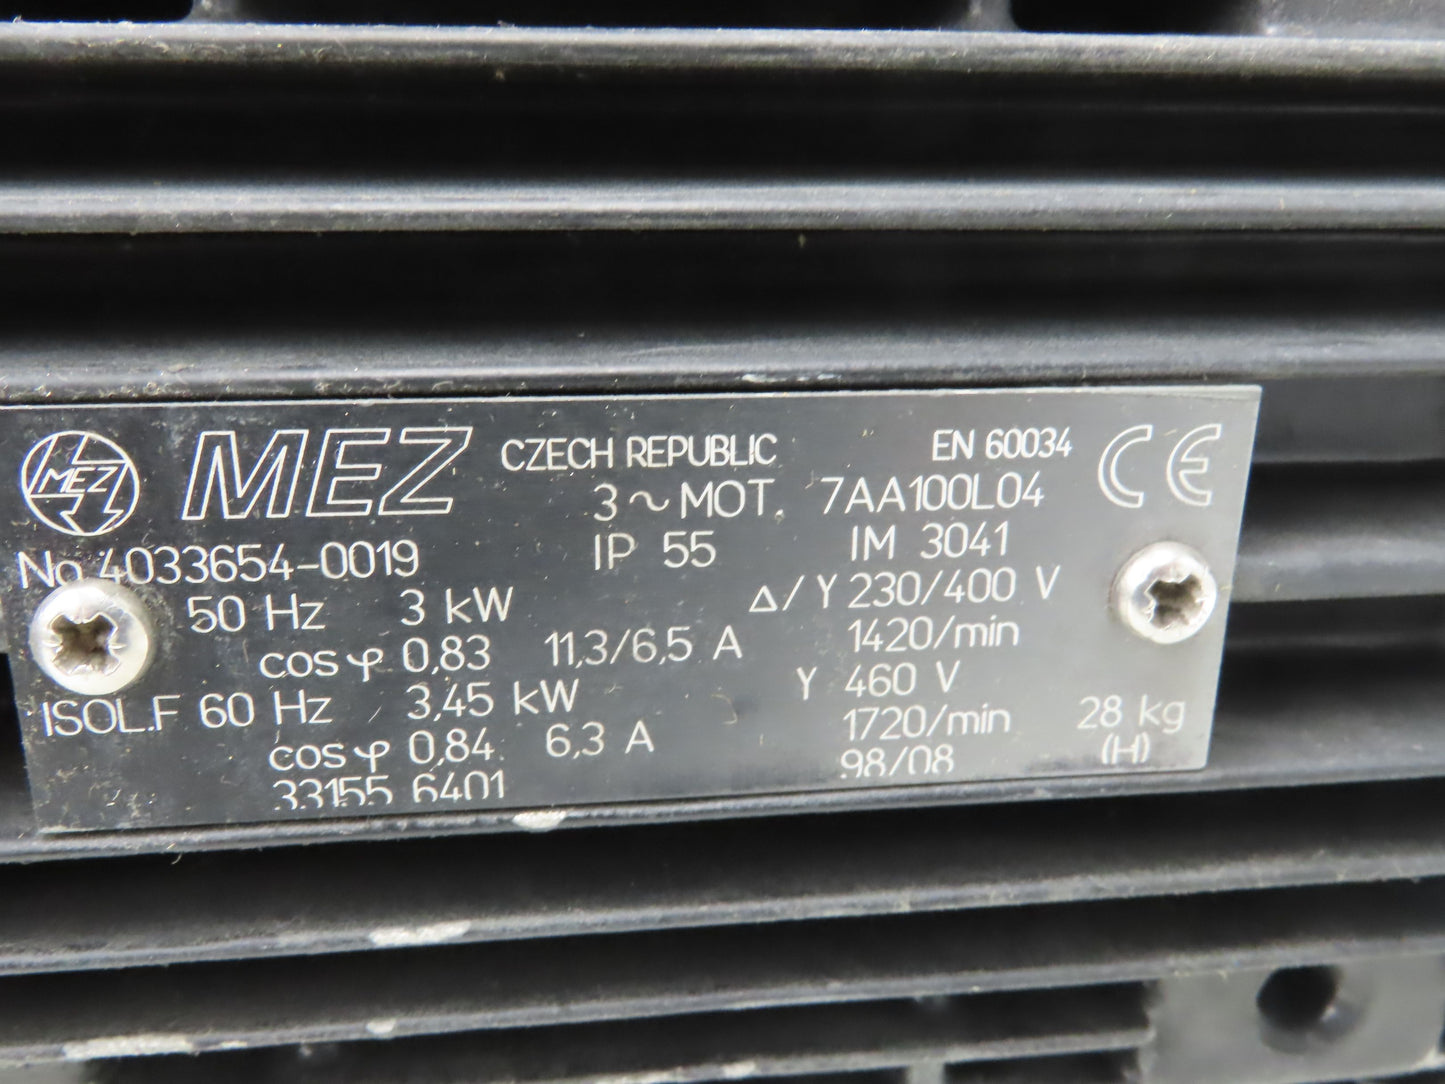 MEZ MEZ CZECH REPUBLIC EN 60034 CE
3~MOT. 7AA100L04
No 4033654-0019 IP 55 IM 3041
50 Hz 3 kW Δ/Y 230/400 V
cos φ 0,83 11,3/6,5 A 1420/min
ISOL.F 60 Hz 3,45 kW Y 460 V
cos φ 0,84 6,3 A 1720/min 28 kg
33155 6401 98/08 (H)